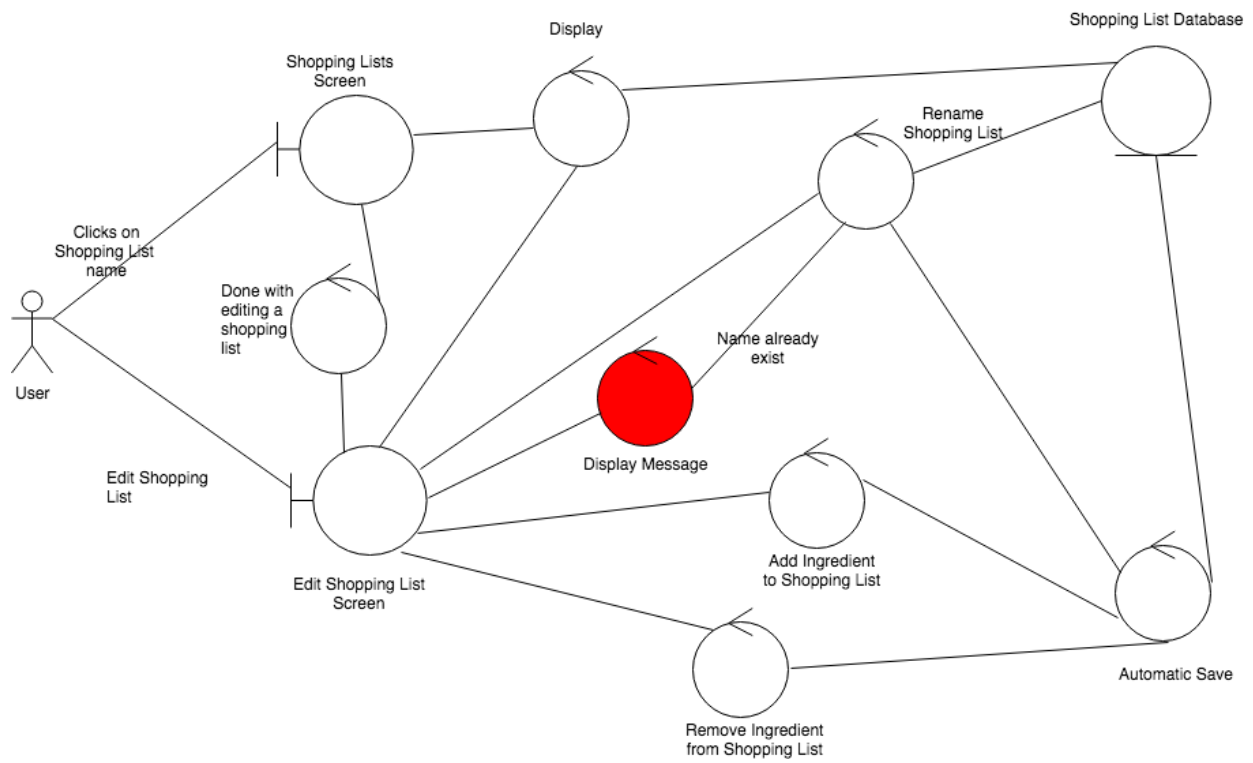 Shopping List Database
Display
Shopping Lists
Screen
Rename
Shopping List
Clicks on
Shopping List
name
Done with
editing a
shopping
list
Name already
exist
User
Display Message
Edit Shopping
List
Add Ingredient
to Shopping List
Edit Shopping List
Screen
Automatic Save
Remove Ingredient
from Shopping List